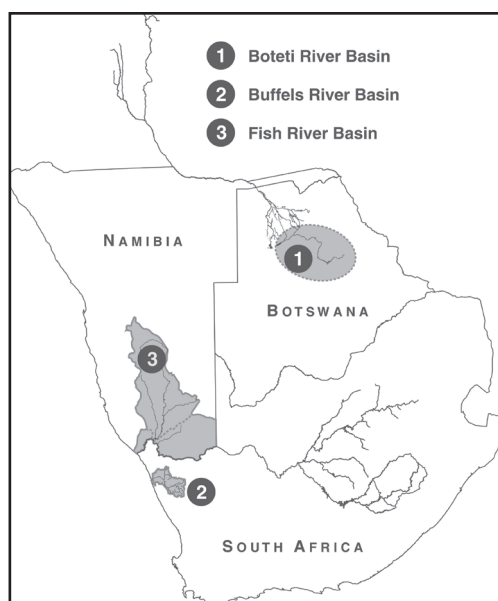 1 Boteti River Basin
2 Buffels River Basin
3 Fish River Basin
NAMIBIA
1
BOTSWANA
3
2
SOUTH AFRICA